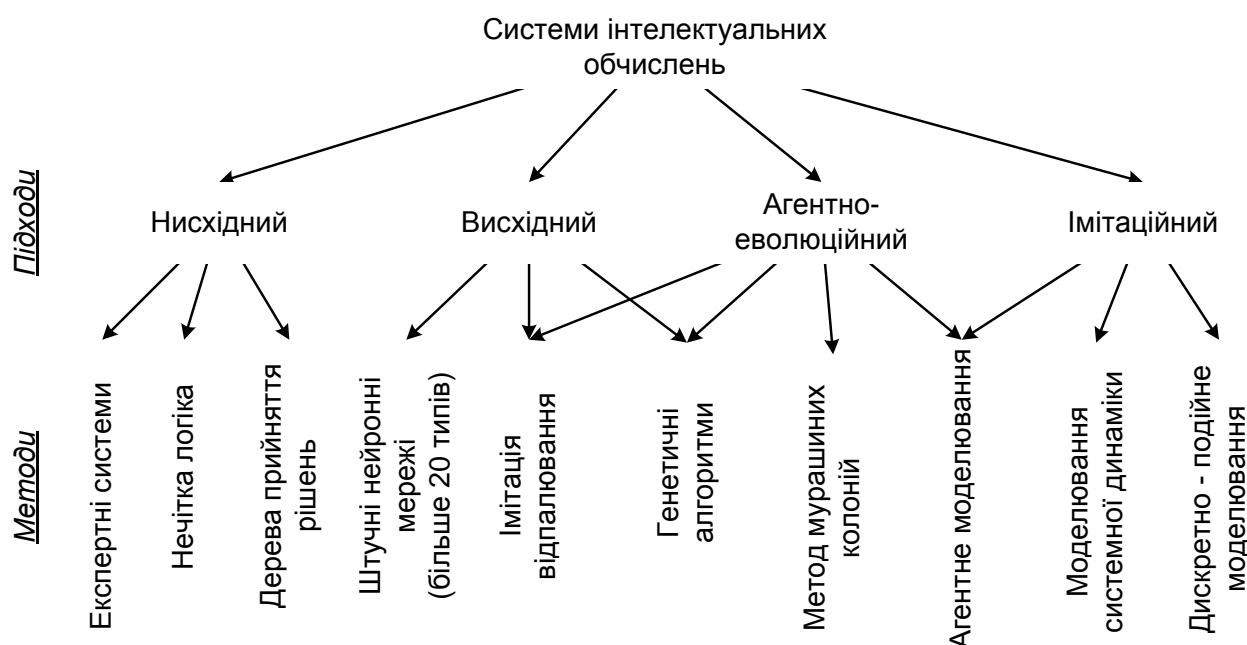 Системи інтелектуальних
обчислень
Підходи
Нисхідний
Висхідний
Агентно-
еволюційний
Імітаційний
Методи
Експертні системи
Нечітка логіка
Дерева прийняття
рішень
Штучні нейронні
мережі
(більше 20 типів)
Імітація
відпалювання
Генетичні
алгоритми
Метод мурашиних
колоній
Агентне моделювання
Моделювання
системної динаміки
Дискретно - подійне
моделювання